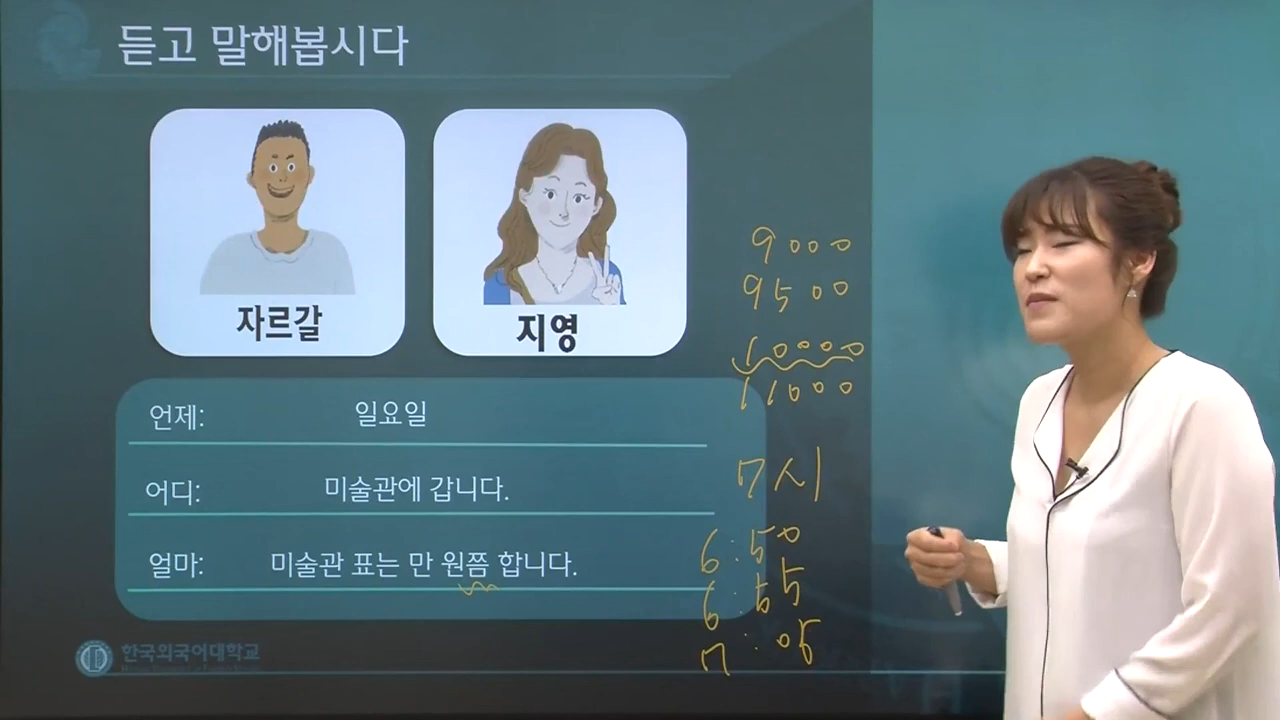 듣고 말해봅시다
자르갈
지영
언제: 일요일
어디: 미술관에 갑니다.
얼마: 미술관 표는 만 원쯤 합니다.
9000
9500
10000
11000
7시
6:50
6:55
7:05
한국외국어대학교